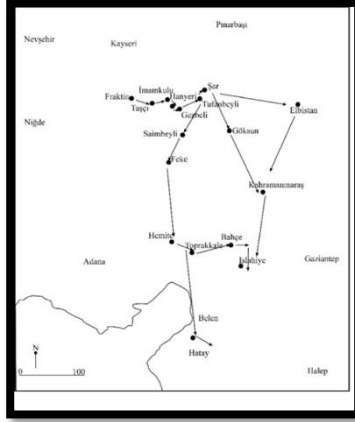 Pınarbaşı
Nevşehir
Kayseri
İmamkulu
Şar
Fraktin
Hanyeri
Taşçı
Tufanbeyli
Gezbeli
Elbistan
Niğde
Saimbeyli
Göksun
Feke
Kahramanmaraş
Hemite
Bahçe
Toprakkale
Islahiye
Gaziantep
Adana
Belen
N
Hatay
Halep
0 100